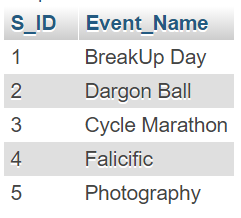 S_ID Event_Name
1 BreakUp Day
2 Dargon Ball
3 Cycle Marathon
4 Falicific
5 Photography